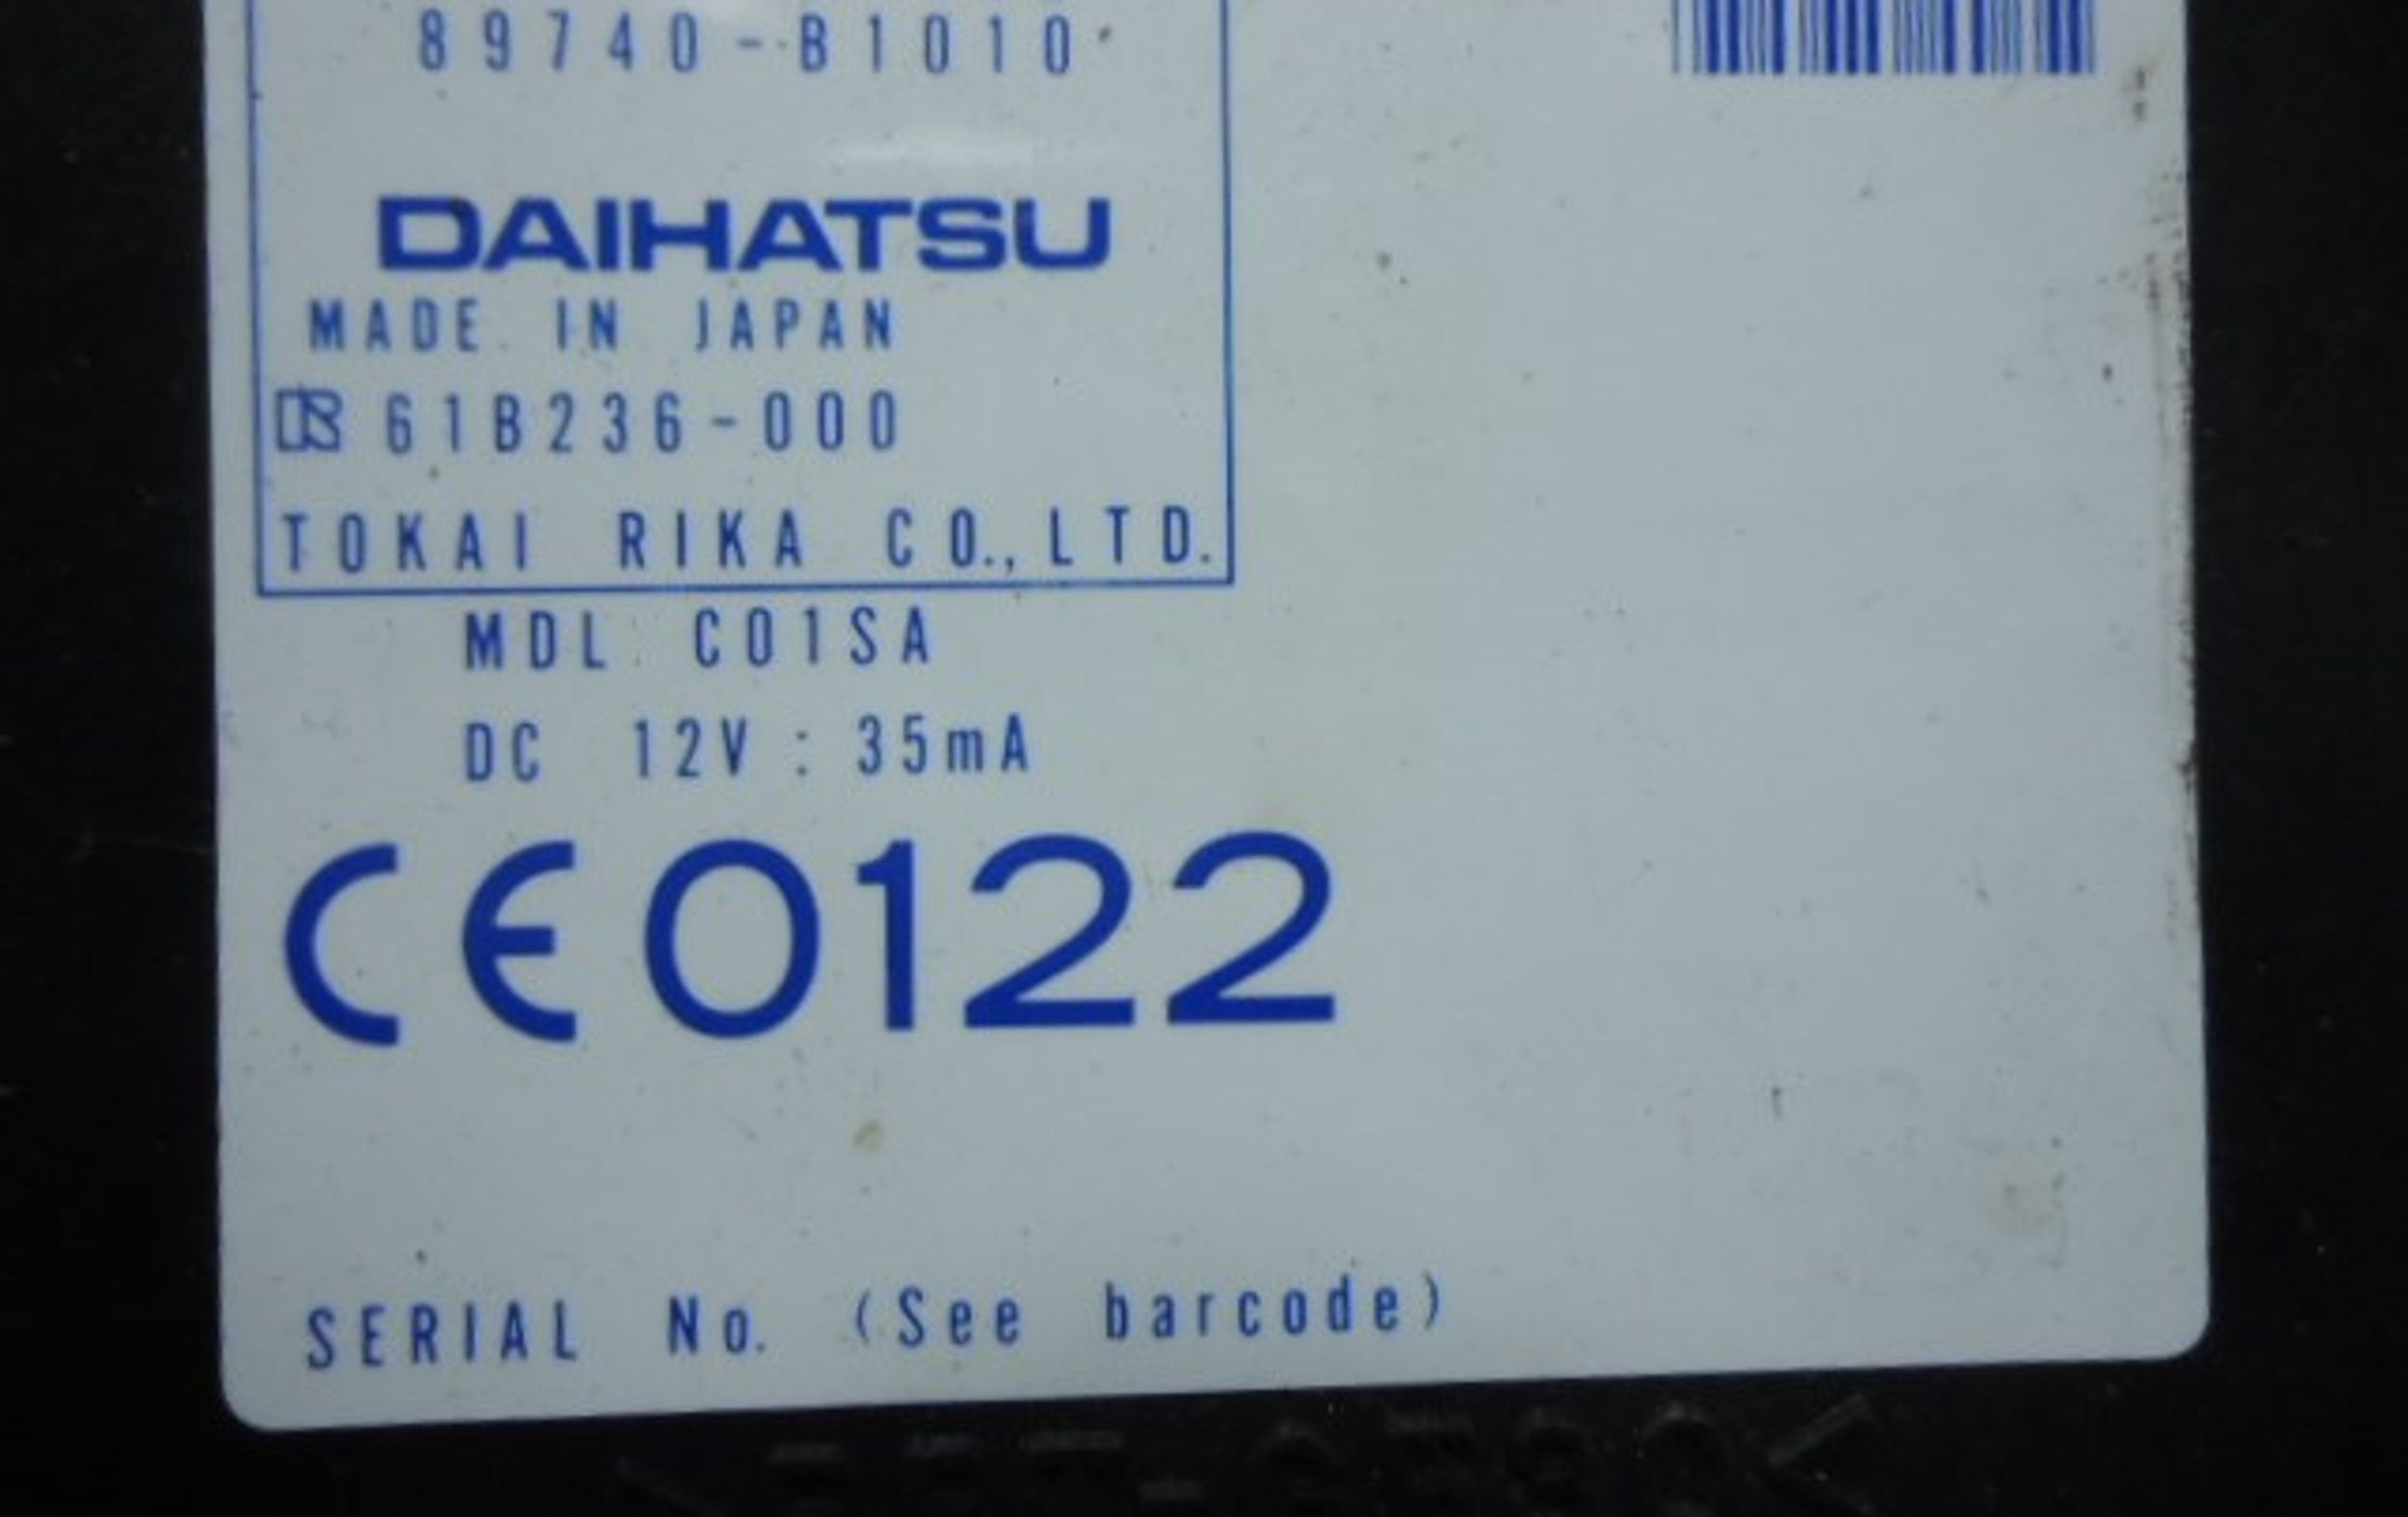 89740-B1010
DAIHATSU
MADE IN JAPAN
61B236-000
TOKAI RIKA CO.,LTD.
MDL C01SA
DC 12V : 35mA
CE0122
SERIAL No. (See barcode)